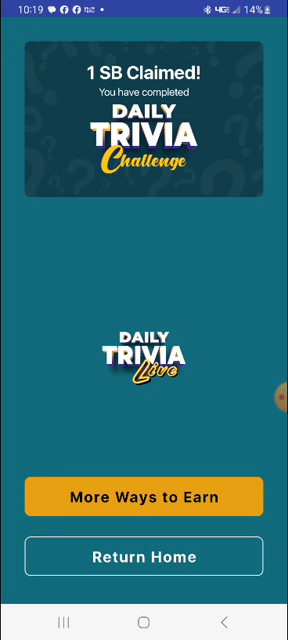 10:19
4GE 14%
1 SB Claimed!
You have completed
DAILY
TRIVIA
Challenge
DAILY
TRIVIA
Live
More Ways to Earn
Return Home